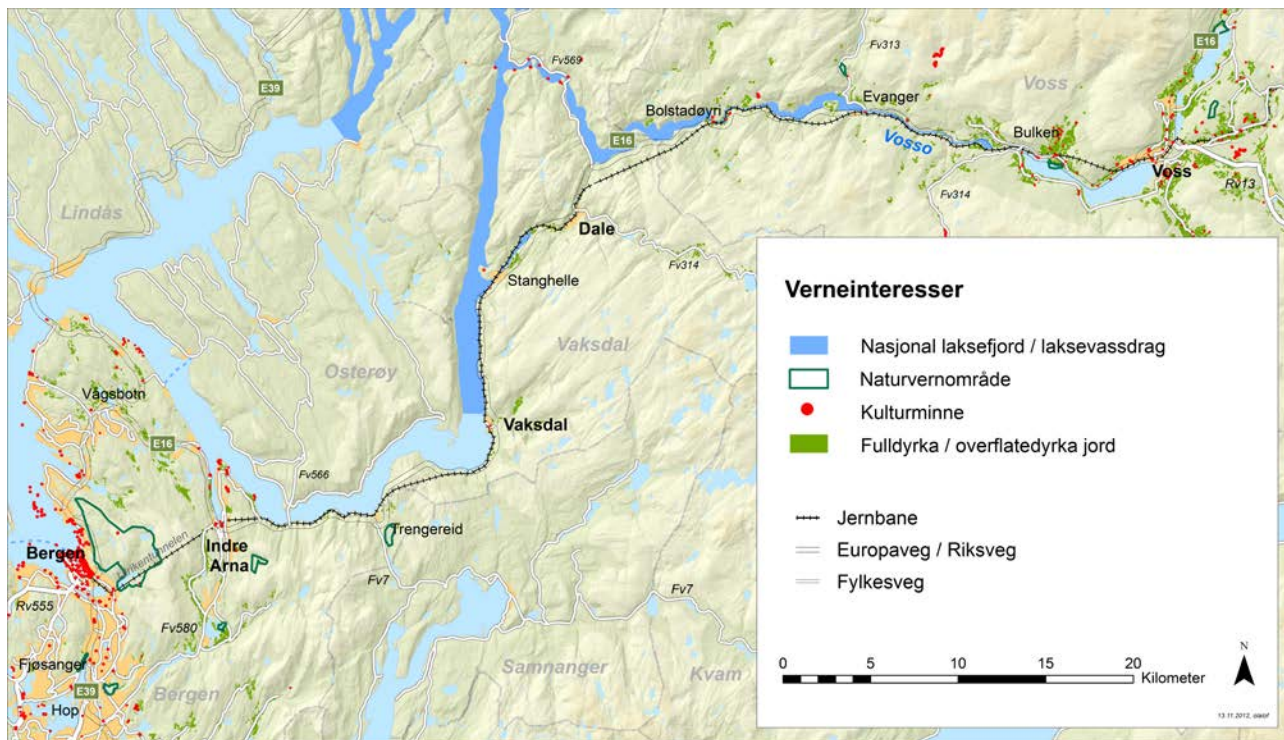 E16
Fv569
Fv313
Voss
E39
Bolstadøyri
Evanger
E16
Bulken
Vosso
Voss
Lindås
Fv314
Rv13
Dale
Fv314
Stanghelle
Verneinteresser
Nasjonal laksefjord / laksevassdrag
Vaksdal
Osterøy
Naturvernområde
Vågsbotn
Kulturminne
Vaksdal
E16
Fulldyrka / overflatedyrka jord
Fv566
Jernbane
Trengereid
Bergen
Indre
Arna
Ulrikentunnelen
Europaveg / Riksveg
Fv7
Fv7
Fylkesveg
Rv555
Fv580
Fjøsanger
Samnanger
Kvam
N
0 5 10 15 20
Kilometer
E39
Bergen
Hop